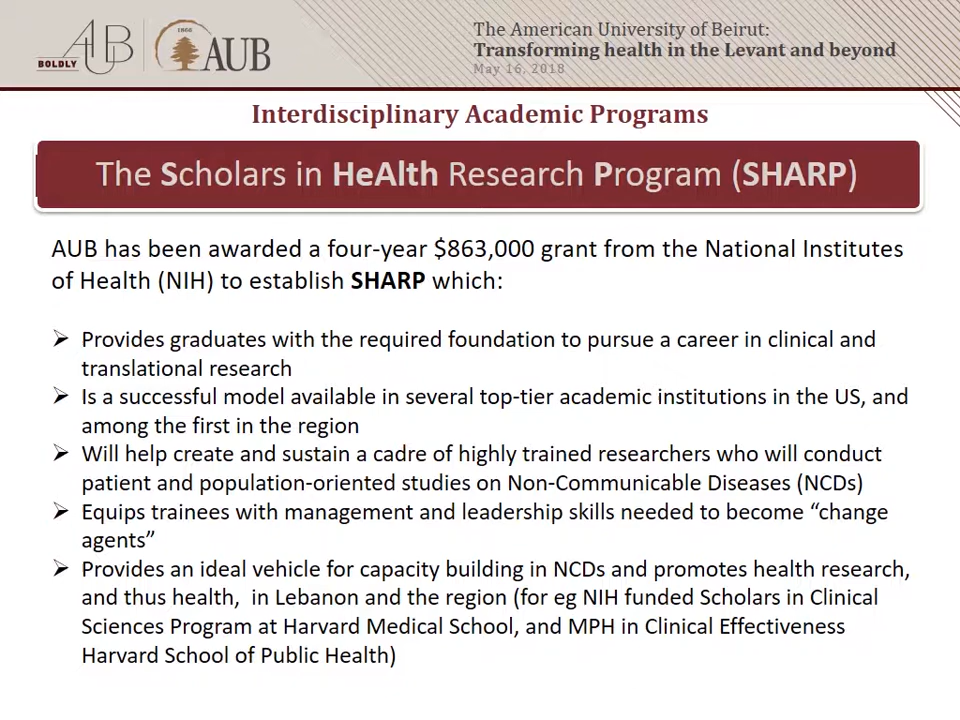 AUB
BOLDLY
1866
AUB
The American University of Beirut:
Transforming health in the Levant and beyond
May 16, 2018
Interdisciplinary Academic Programs
The Scholars in HeAlth Research Program (SHARP)
AUB has been awarded a four-year $863,000 grant from the National Institutes
of Health (NIH) to establish SHARP which:
➢ Provides graduates with the required foundation to pursue a career in clinical and
translational research
➢ Is a successful model available in several top-tier academic institutions in the US, and
among the first in the region
➢ Will help create and sustain a cadre of highly trained researchers who will conduct
patient and population-oriented studies on Non-Communicable Diseases (NCDs)
➢ Equips trainees with management and leadership skills needed to become “change
agents”
➢ Provides an ideal vehicle for capacity building in NCDs and promotes health research,
and thus health, in Lebanon and the region (for eg NIH funded Scholars in Clinical
Sciences Program at Harvard Medical School, and MPH in Clinical Effectiveness
Harvard School of Public Health)